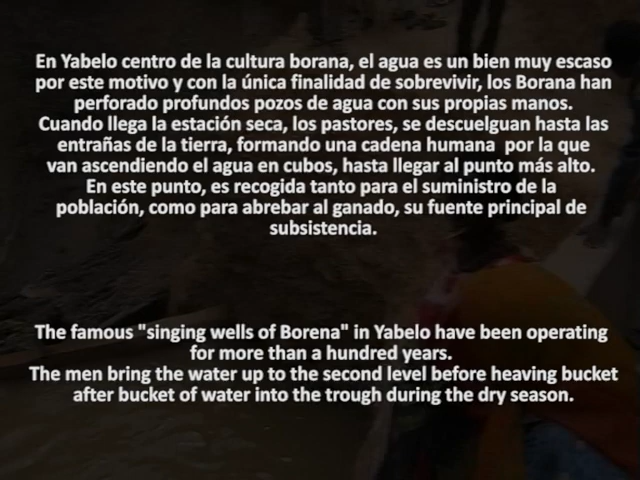 En Yabelo centro de la cultura borana, el agua es un bien muy escaso
por este motivo y con la única finalidad de sobrevivir, los Borana han
perforado profundos pozos de agua con sus propias manos.
Cuando llega la estación seca, los pastores, se descuelguan hasta las
entrañas de la tierra, formando una cadena humana por la que
van ascendiendo el agua en cubos, hasta llegar al punto más alto.
En este punto, es recogida tanto para el suministro de la
población, como para abrebar al ganado, su fuente principal de
subsistencia.
The famous "singing wells of Borena" in Yabelo have been operating
for more than a hundred years.
The men bring the water up to the second level before heaving bucket
after bucket of water into the trough during the dry season.